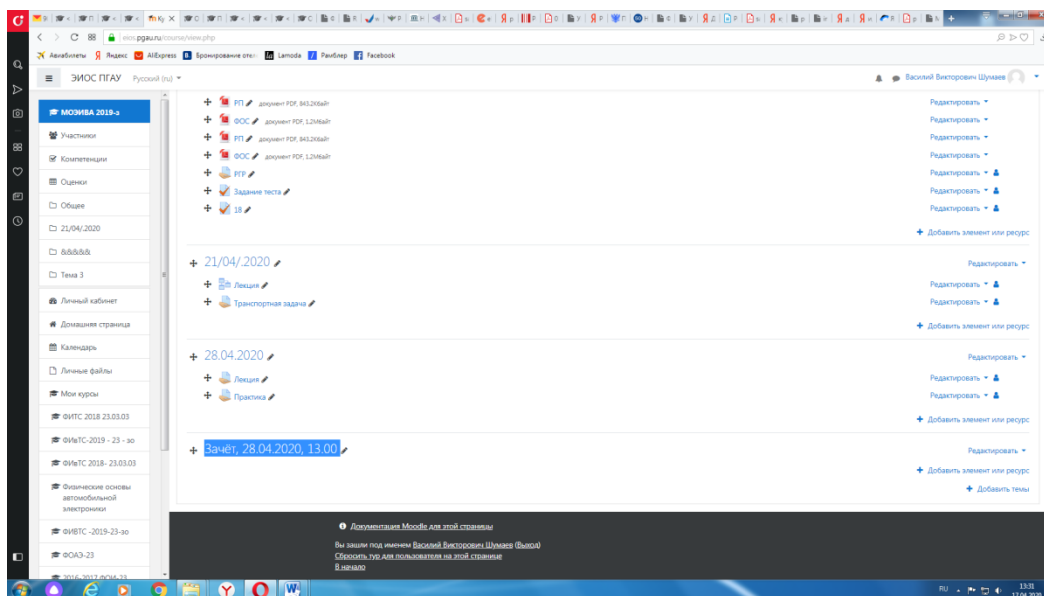 eios.pgau.ru/course/view.php
Авиабилеты Яндекс AliExpress Бронирование отел Lamoda Рамблер Facebook
ЭИОС ПГАУ Русский (ru)
Василий Викторович Шумаев
МОЭИВА 2019-з
Участники
Компетенции
Оценки
Общее
21/04/.2020
&&&&&
Тема 3
Личный кабинет
Домашняя страница
Календарь
Личные файлы
Мои курсы
ФИТС 2018 23.03.03
ФИвТС-2019 - 23 - зо
ФИвТС 2018- 23.03.03
Физические основы
автомобильной
электроники
ФИВТС -2019-23-зо
ФОАЭ-23
РП документ PDF, 843.2Кбайт Редактировать
ФОС документ PDF, 1.2Мбайт Редактировать
РП документ PDF, 843.2Кбайт Редактировать
ФОС документ PDF, 1.2Мбайт Редактировать
РГР Редактировать
Задание теста Редактировать
18 Редактировать
Добавить элемент или ресурс
21/04/.2020 Редактировать
Лекция Редактировать
Транспортная задача Редактировать
Добавить элемент или ресурс
28.04.2020 Редактировать
Лекция Редактировать
Практика Редактировать
Добавить элемент или ресурс
Зачёт, 28.04.2020, 13.00 Редактировать
Добавить элемент или ресурс
Добавить темы
Документация Moodle для этой страницы
Вы зашли под именем Василий Викторович Шумаев (Выход)
Сбросить тур для пользователя на этой странице
В начало
RU 13:31
17.04.2020